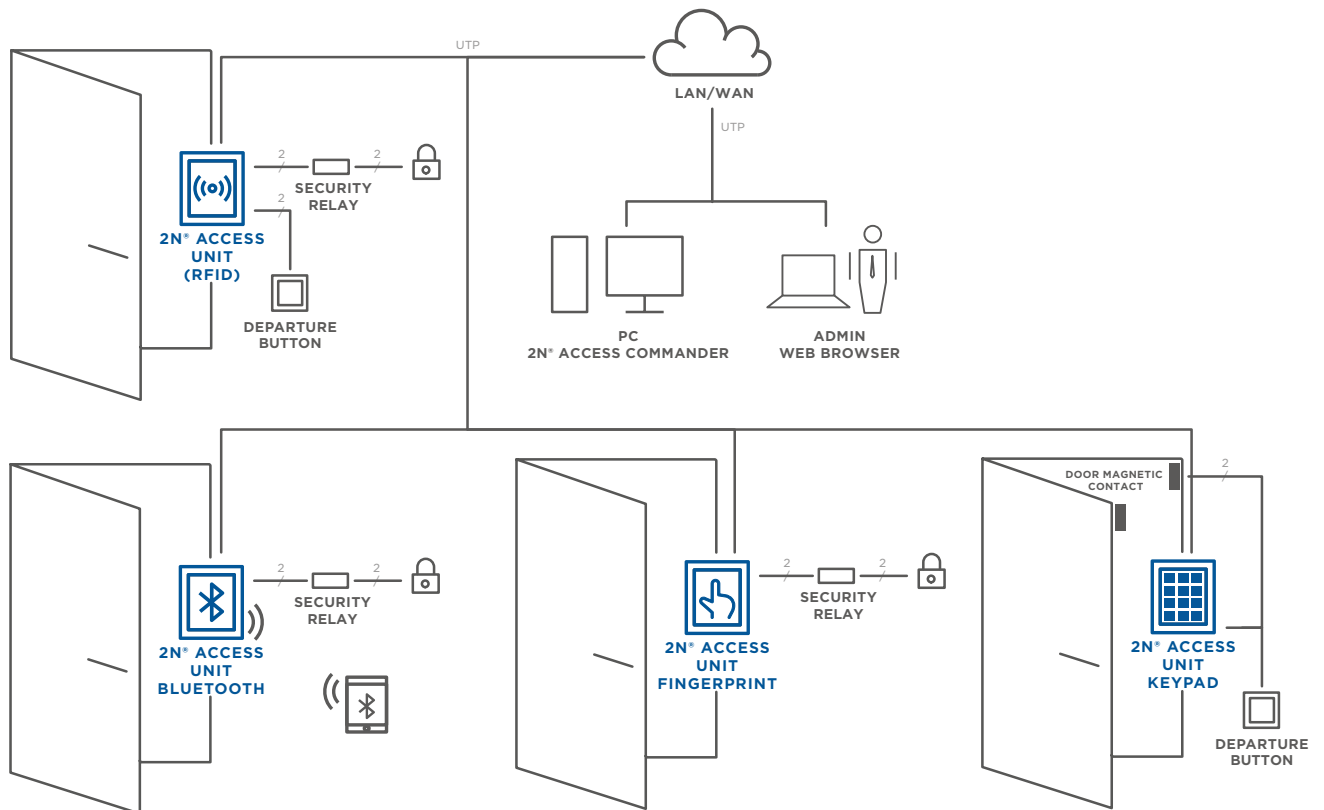 UTP
LAN/WAN
UTP
2
2
SECURITY
RELAY
2
2N® ACCESS
UNIT
(RFID)
DEPARTURE
BUTTON
PC
2N® ACCESS COMMANDER
ADMIN
WEB BROWSER
2
2
SECURITY
RELAY
2N® ACCESS
UNIT
BLUETOOTH
2
2
SECURITY
RELAY
2N® ACCESS
UNIT
FINGERPRINT
DOOR MAGNETIC
CONTACT
2
2N® ACCESS
UNIT
KEYPAD
DEPARTURE
BUTTON